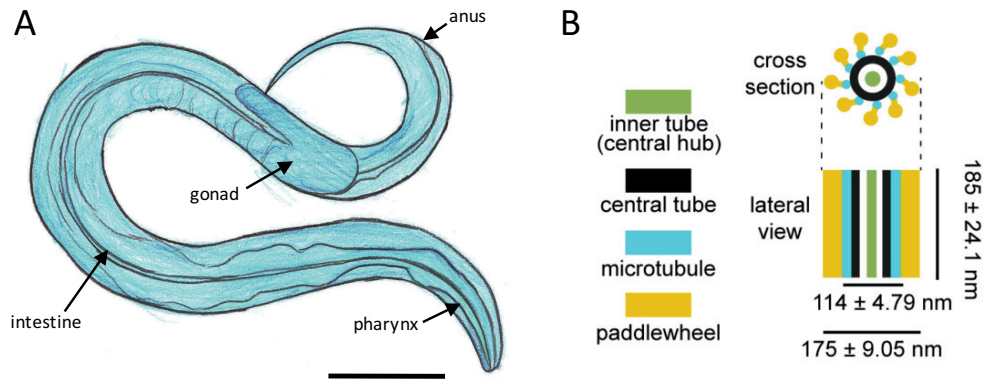 A
anus
gonad
intestine
pharynx
B
cross
section
inner tube
(central hub)
central tube
microtubule
paddlewheel
lateral
view
185 ± 24.1 nm
114 ± 4.79 nm
175 ± 9.05 nm